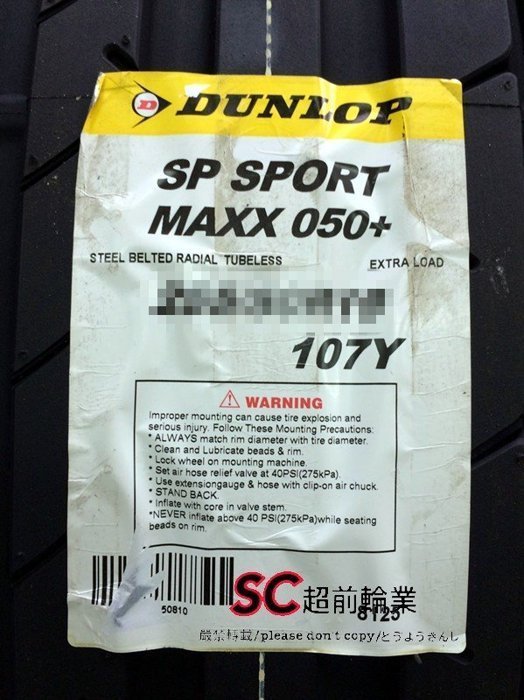 DUNLOP
SP SPORT
MAXX 050+
STEEL BELTED RADIAL TUBELESS EXTRA LOAD
107Y
WARNING
Improper mounting can cause tire explosion and
serious injury. Follow These Mounting Precautions:
* ALWAYS match rim diameter with tire diameter.
* Clean and Lubricate beads & rim.
* Lock wheel on mounting machine.
* Set air hose relief valve at 40PSI(275kPa).
* Use extensiongauge & hose with clip-on air chuck.
* STAND BACK.
* Inflate with core in valve stem.
*NEVER inflate above 40 PSI(275kPa)while seating
beads on rim.
50810
SC超前輪業
8125
嚴禁轉載/please don't copy/とうようきんし